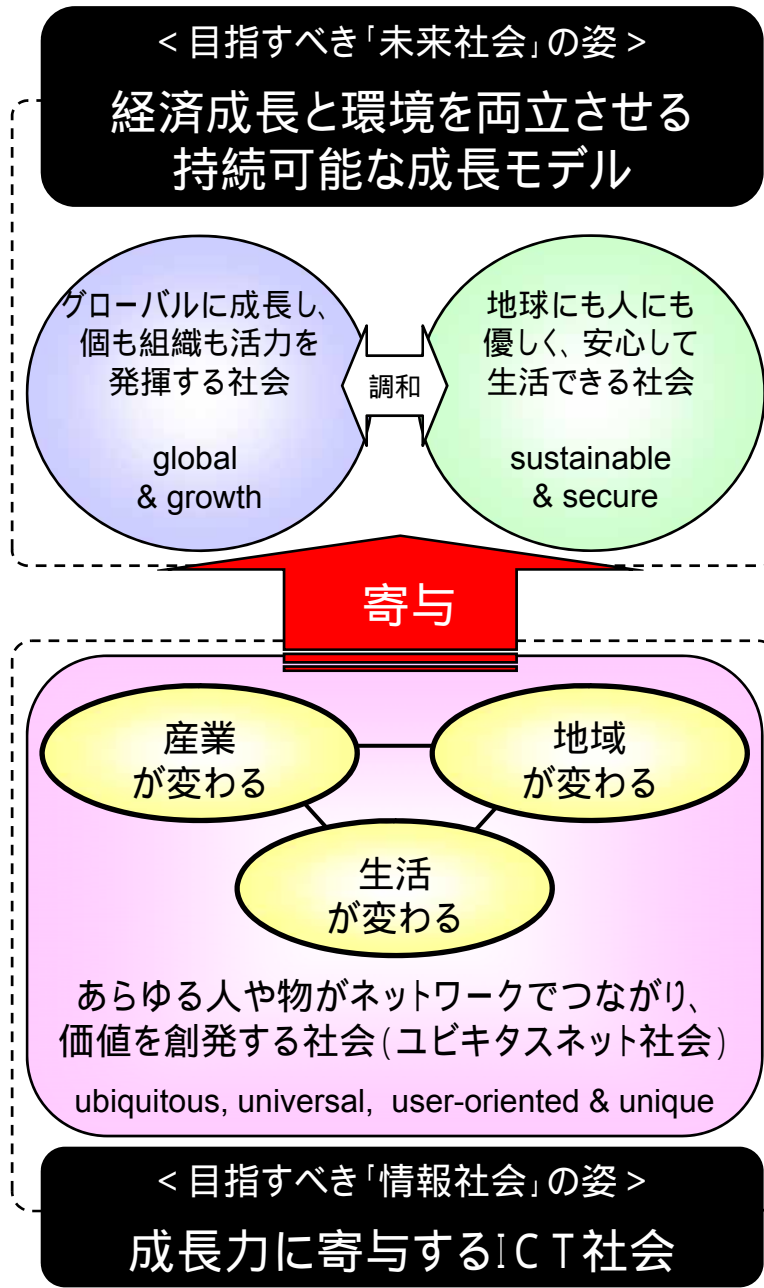 ＜目指すべき「未来社会」の姿＞
経済成長と環境を両立させる
持続可能な成長モデル
グローバルに成長し、
個も組織も活力を
発揮する社会
global
& growth
調和
地球にも人にも
優しく、安心して
生活できる社会
sustainable
& secure
寄与
産業
が変わる
地域
が変わる
生活
が変わる
あらゆる人や物がネットワークでつながり、
価値を創発する社会（ユビキタスネット社会）
ubiquitous, universal, user-oriented & unique
＜目指すべき「情報社会」の姿＞
成長力に寄与するＩＣＴ社会